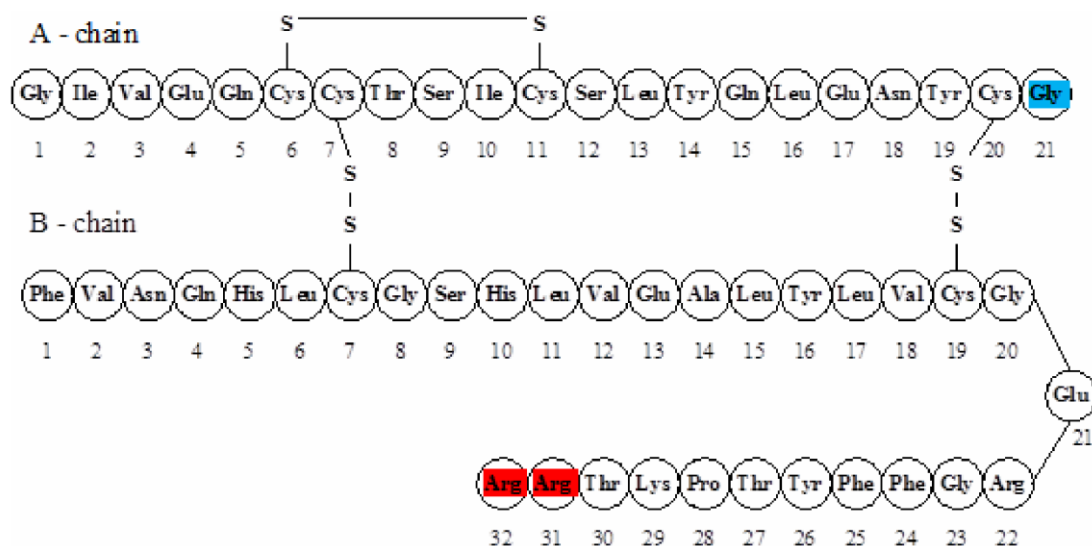 S S
A - chain
Gly Ile Val Glu Gln Cys Cys Thr Ser Ile Cys Ser Leu Tyr Gln Leu Glu Asn Tyr Cys Gly
1 2 3 4 5 6 7 8 9 10 11 12 13 14 15 16 17 18 19 20 21
S S
B - chain
S S
Phe Val Asn Gln His Leu Cys Gly Ser His Leu Val Glu Ala Leu Tyr Leu Val Cys Gly
1 2 3 4 5 6 7 8 9 10 11 12 13 14 15 16 17 18 19 20
Glu
21
Arg Arg Thr Lys Pro Thr Tyr Phe Phe Gly Arg
32 31 30 29 28 27 26 25 24 23 22